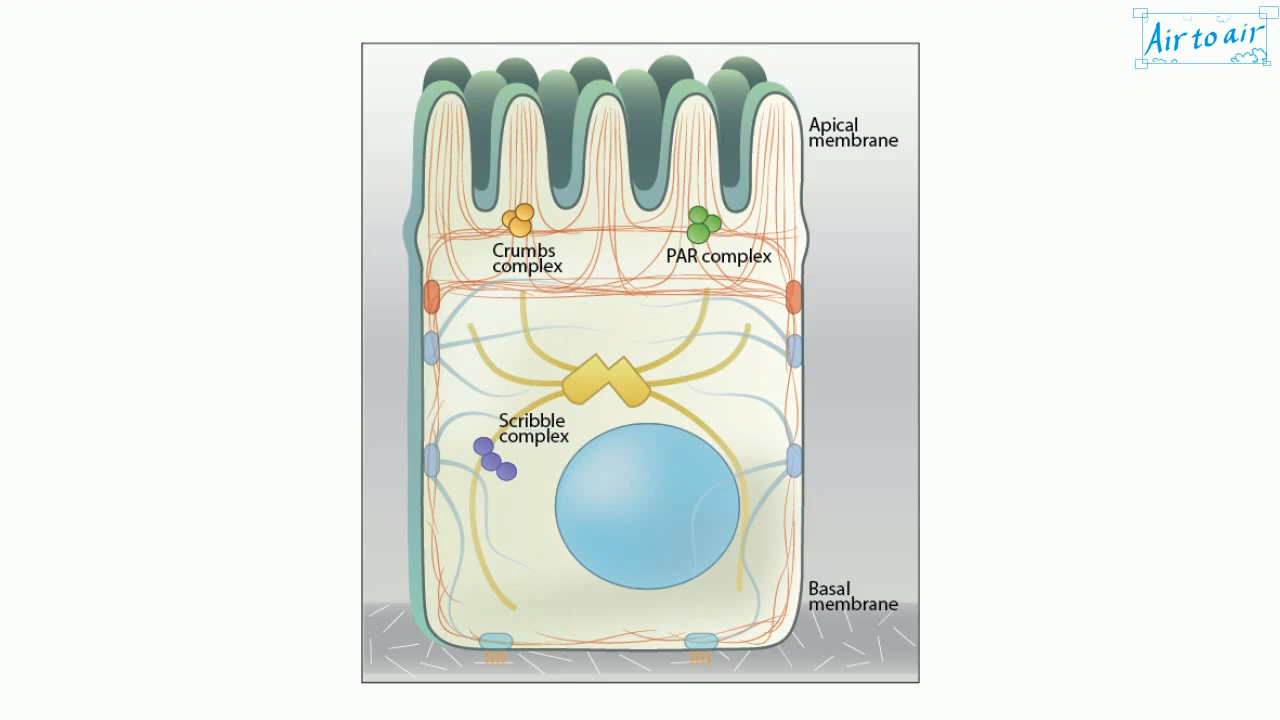 Air to air
Apical
membrane
Crumbs
complex
PAR complex
Scribble
complex
Basal
membrane